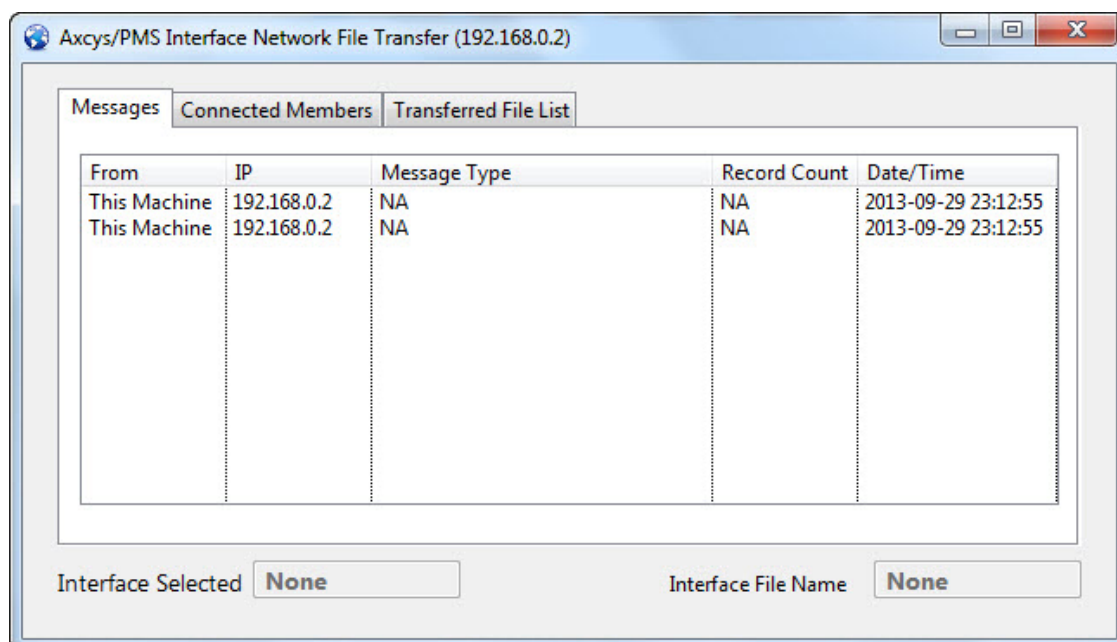 Axcys/PMS Interface Network File Transfer (192.168.0.2)
Messages Connected Members Transferred File List
From IP Message Type Record Count Date/Time
This Machine 192.168.0.2 NA NA 2013-09-29 23:12:55
This Machine 192.168.0.2 NA NA 2013-09-29 23:12:55
Interface Selected None Interface File Name None